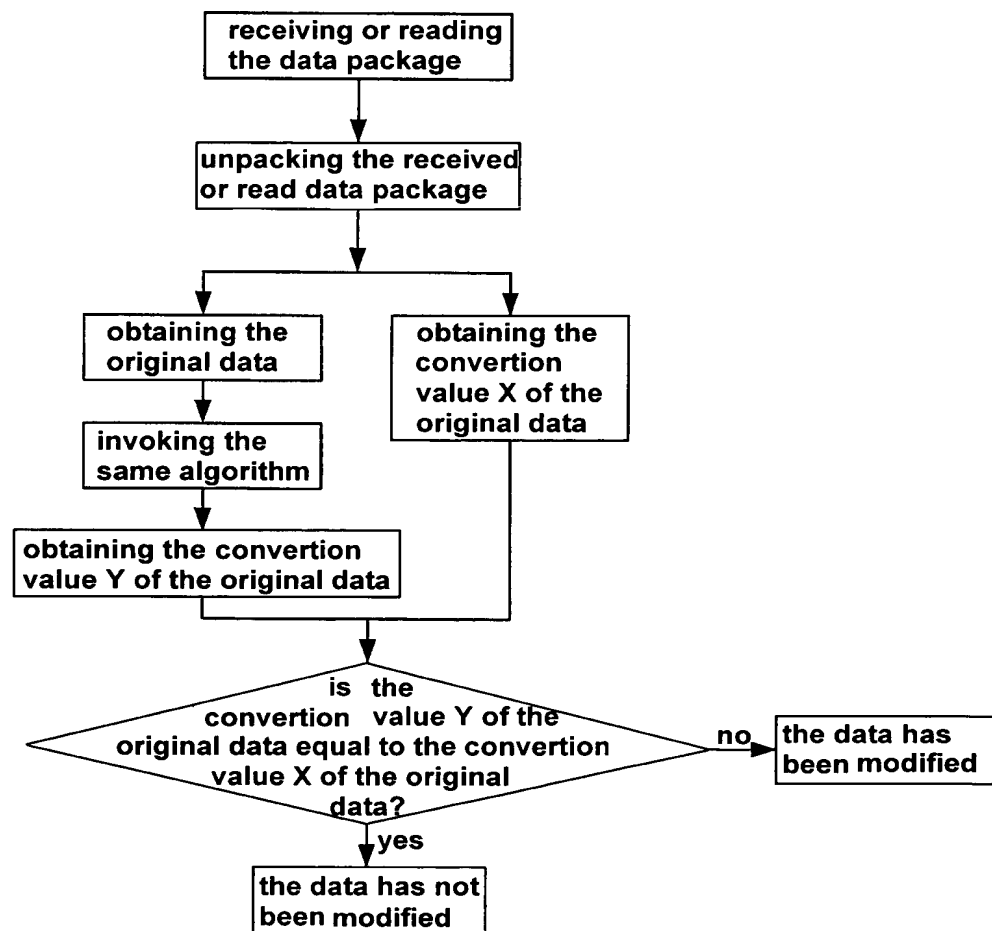 receiving or reading
the data package
unpacking the received
or read data package
obtaining the
original data
obtaining the
convertion
value X of the
original data
invoking the
same algorithm
obtaining the convertion
value Y of the original data
is the
convertion value Y of the
original data equal to the convertion
value X of the original
data?
no
the data has
been modified
yes
the data has not
been modified